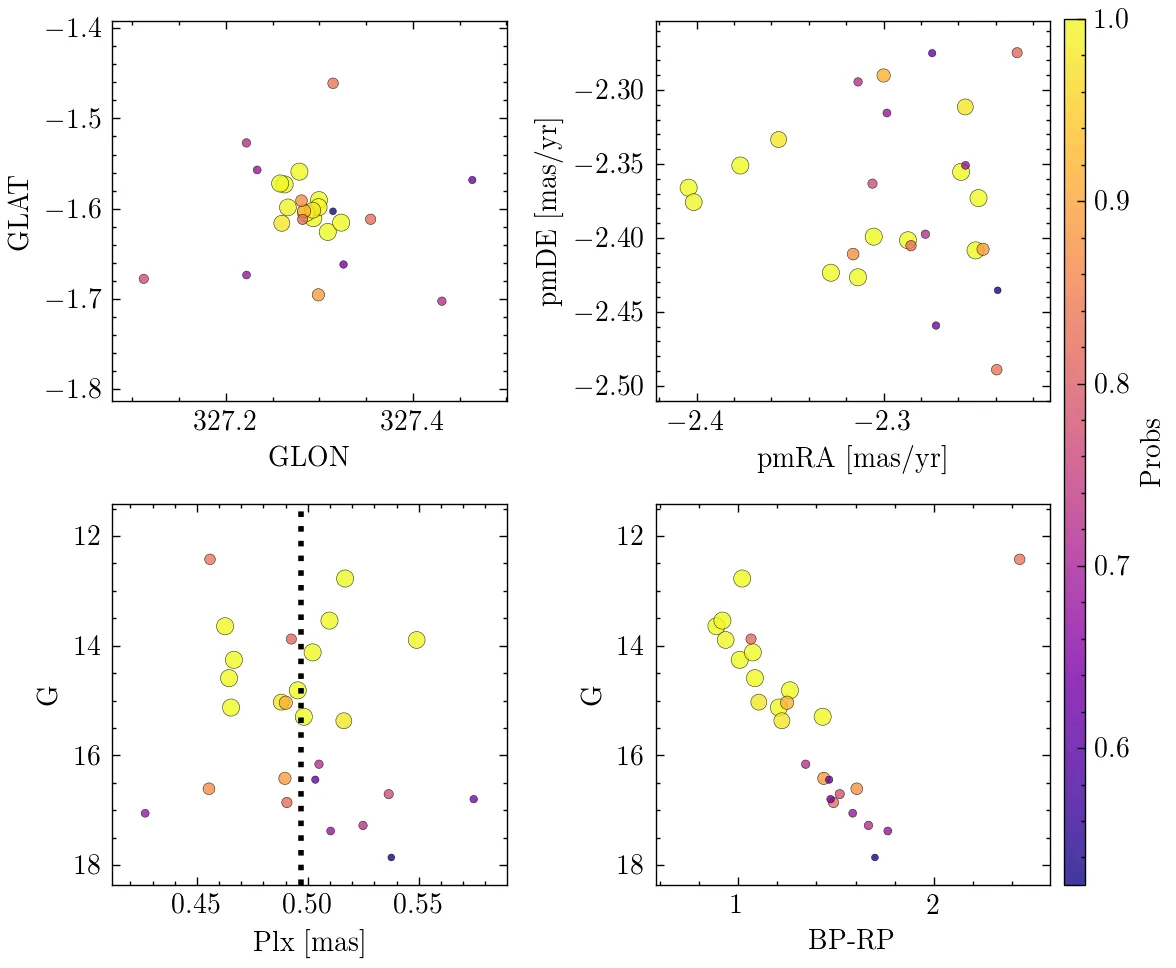 −1.4
−1.5
−1.6
−1.7
−1.8
GLAT
327.2 327.4
GLON
−2.30
−2.35
−2.40
−2.45
−2.50
pmDE [mas/yr]
−2.4 −2.3
pmRA [mas/yr]
12
14
16
18
G
0.45 0.50 0.55
Plx [mas]
12
14
16
18
G
1 2
BP-RP
1.0
0.9
0.8
0.7
0.6
Probs